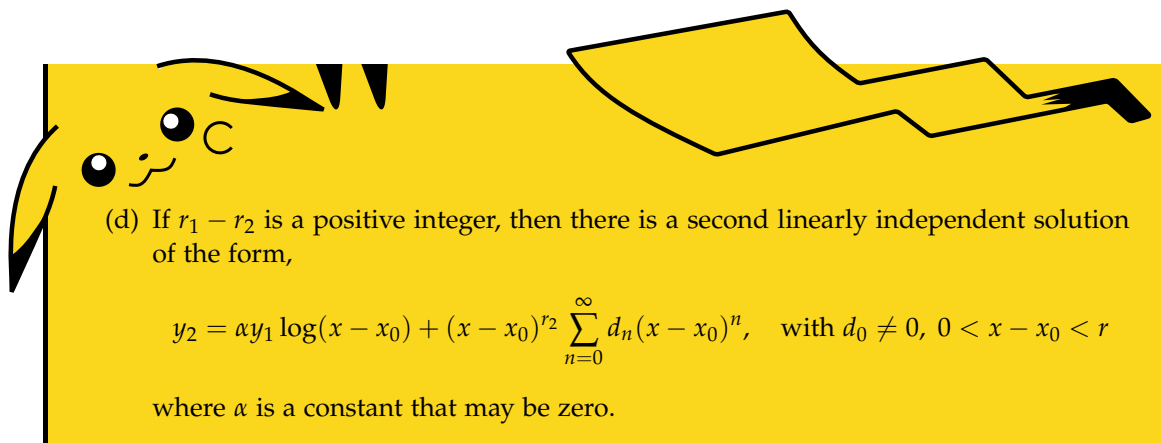 (d) If r₁ − r₂ is a positive integer, then there is a second linearly independent solution
of the form,
y₂ = αy₁ log(x − x₀) + (x − x₀)^{r₂} ∑_{n=0}^{∞} dₙ(x − x₀)ⁿ, with d₀ ≠ 0, 0 < x − x₀ < r
where α is a constant that may be zero.